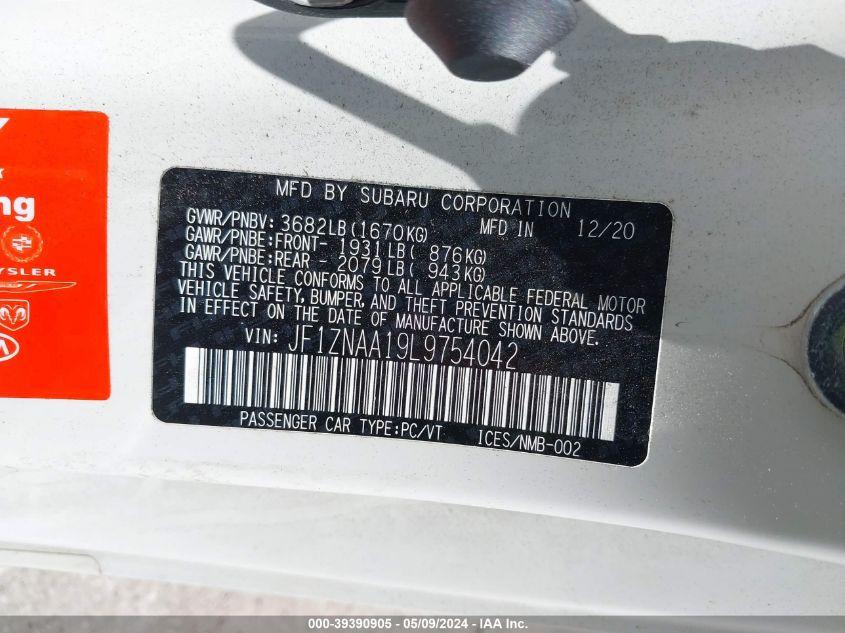 K
ng
RYSLER
MFD BY SUBARU CORPORATION
GVWR/PNBV: 3682LB(1670KG) MFD IN 12/20
GAWR/PNBE:FRONT- 1931LB( 876KG)
GAWR/PNBE:REAR - 2079LB( 943KG)
THIS VEHICLE CONFORMS TO ALL APPLICABLE FEDERAL MOTOR
VEHICLE SAFETY, BUMPER, AND THEFT PREVENTION STANDARDS
IN EFFECT ON THE DATE OF MANUFACTURE SHOWN ABOVE.
VIN: JF1ZNAA19L9754042
PASSENGER CAR TYPE:PC/VT ICES/NMB-002
000-39390905 - 05/09/2024 - IAA Inc.